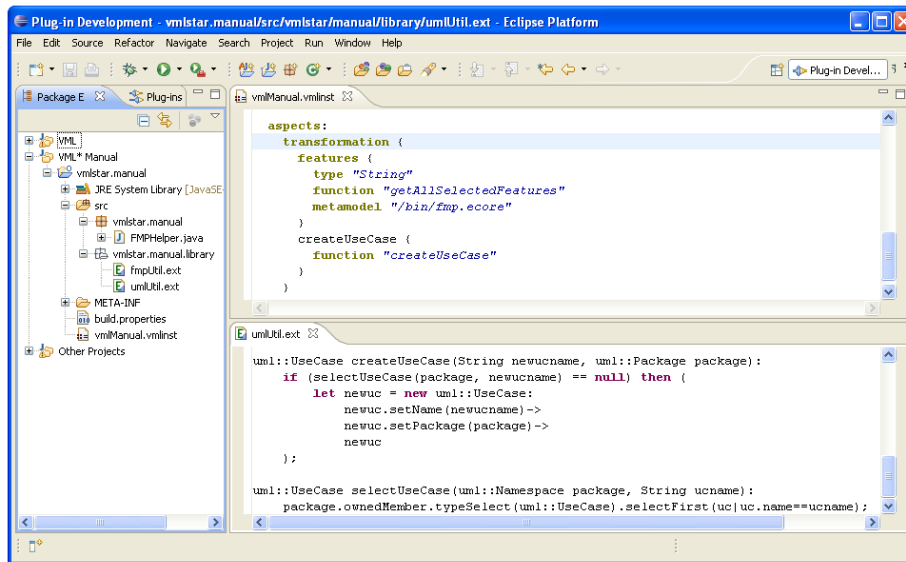 Plug-in Development - vmlstar.manual/src/vmlstar/manual/library/umlUtil.ext - Eclipse Platform
File Edit Source Refactor Navigate Search Project Run Window Help
Plug-in Devel...
Package E Plug-ins
VML
VML* Manual
vmlstar.manual
JRE System Library [JavaSE-
src
vmlstar.manual
FMPHelper.java
vmlstar.manual.library
fmpUtil.ext
umlUtil.ext
META-INF
build.properties
vmlManual.vmlinst
Other Projects
vmlManual.vmlinst
aspects:
transformation {
features {
type "String"
function "getAllSelectedFeatures"
metamodel "/bin/fmp.ecore"
}
createUseCase {
function "createUseCase"
}
}
umlUtil.ext
uml::UseCase createUseCase(String newucname, uml::Package package):
if (selectUseCase(package, newucname) == null) then (
let newuc = new uml::UseCase:
newuc.setName(newucname)->
newuc.setPackage(package)->
newuc
);
uml::UseCase selectUseCase(uml::Namespace package, String ucname):
package.ownedMember.typeSelect(uml::UseCase).selectFirst(uc|uc.name==ucname);